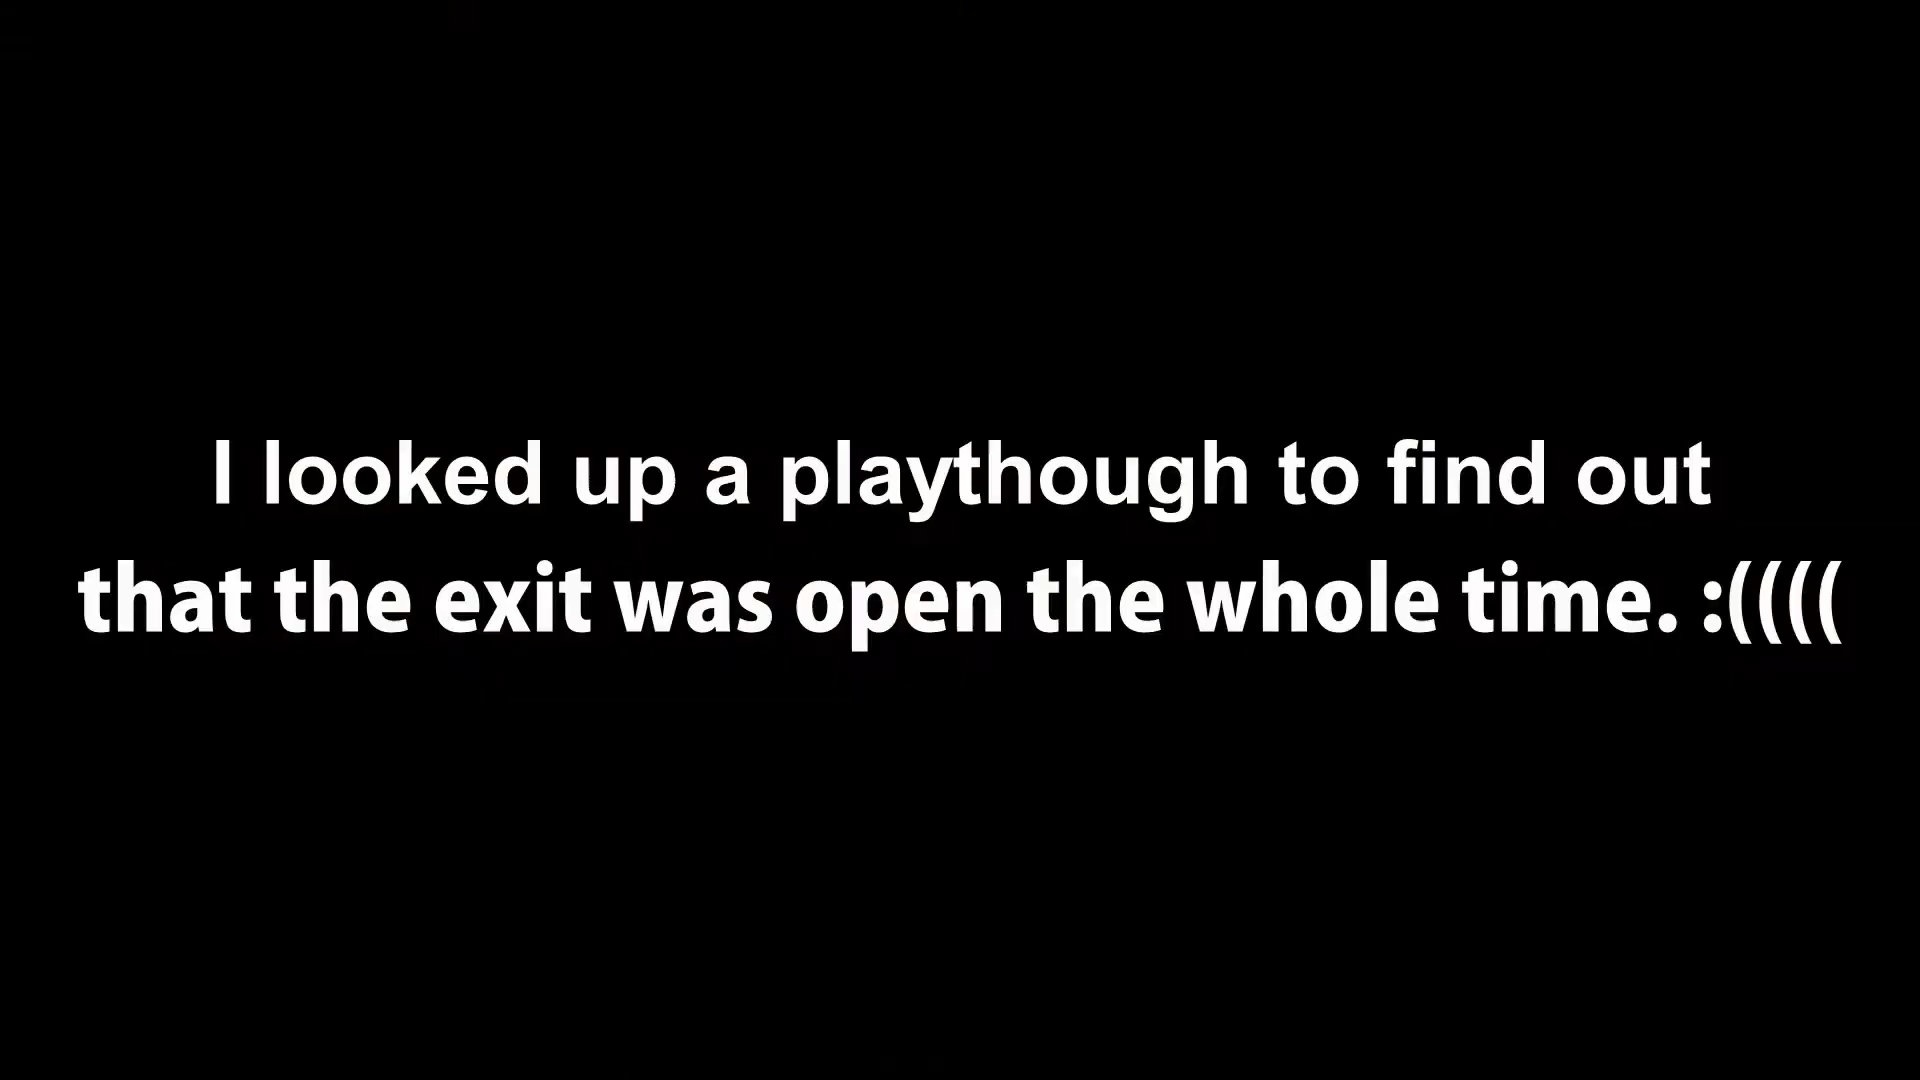 I looked up a playthough to find out
that the exit was open the whole time. :((((